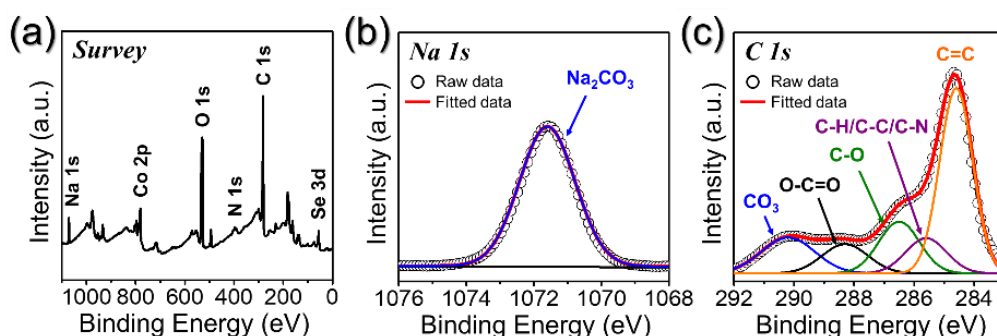 (a)
Survey
Intensity (a.u.)
Na 1s
Co 2p
O 1s
N 1s
C 1s
Se 3d
1000 800 600 400 200 0
Binding Energy (eV)
(b)
Na 1s
Raw data
Fitted data
Na2CO3
Intensity (a.u.)
1076 1074 1072 1070 1068
Binding Energy (eV)
(c)
C 1s
Raw data
Fitted data
C=C
C-H/C-C/C-N
C-O
O-C=O
CO3
Intensity (a.u.)
292 290 288 286 284
Binding Energy (eV)